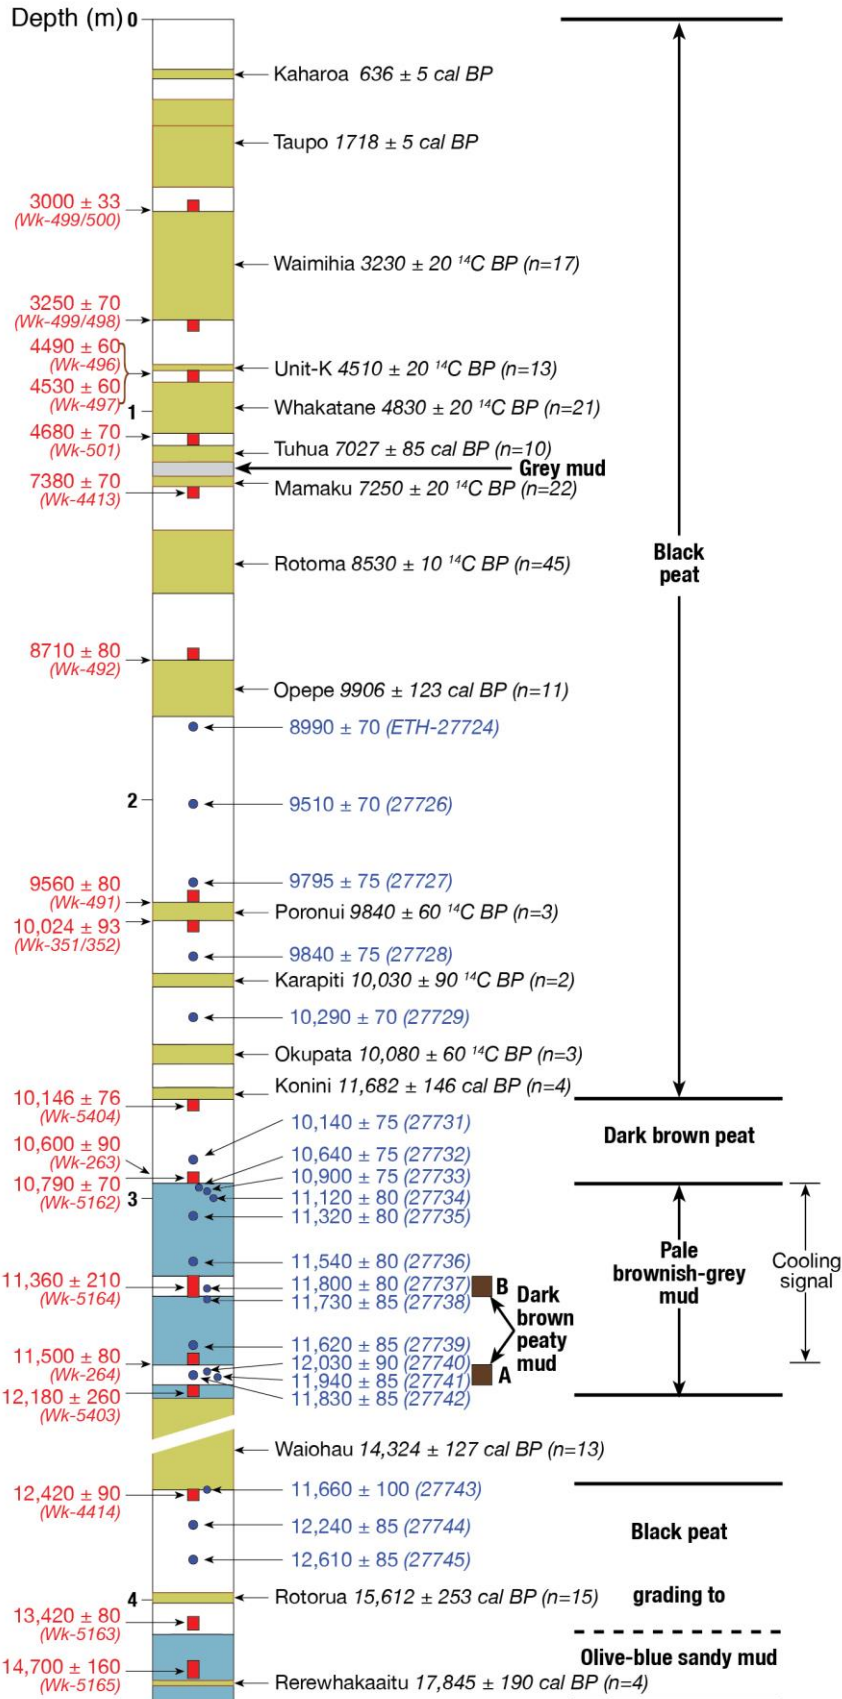 Depth (m) 0
Kaharoa 636 ± 5 cal BP
Taupo 1718 ± 5 cal BP
3000 ± 33
(Wk-499/500)
Waimihia 3230 ± 20 ¹⁴C BP (n=17)
3250 ± 70
(Wk-499/498)
4490 ± 60
(Wk-496)
Unit-K 4510 ± 20 ¹⁴C BP (n=13)
4530 ± 60
(Wk-497)
1
Whakatane 4830 ± 20 ¹⁴C BP (n=21)
4680 ± 70
(Wk-501)
Tuhua 7027 ± 85 cal BP (n=10)
Grey mud
7380 ± 70
(Wk-4413)
Mamaku 7250 ± 20 ¹⁴C BP (n=22)
Black
peat
Rotoma 8530 ± 10 ¹⁴C BP (n=45)
8710 ± 80
(Wk-492)
Opepe 9906 ± 123 cal BP (n=11)
8990 ± 70 (ETH-27724)
2
9510 ± 70 (27726)
9795 ± 75 (27727)
9560 ± 80
(Wk-491)
Poronui 9840 ± 60 ¹⁴C BP (n=3)
10,024 ± 93
(Wk-351/352)
9840 ± 75 (27728)
Karapiti 10,030 ± 90 ¹⁴C BP (n=2)
10,290 ± 70 (27729)
Okupata 10,080 ± 60 ¹⁴C BP (n=3)
Konini 11,682 ± 146 cal BP (n=4)
10,146 ± 76
(Wk-5404)
10,140 ± 75 (27731)
Dark brown peat
10,600 ± 90
(Wk-263)
10,640 ± 75 (27732)
10,790 ± 70
(Wk-5162)
10,900 ± 75 (27733)
3
11,120 ± 80 (27734)
11,320 ± 80 (27735)
11,540 ± 80 (27736)
Pale
brownish-grey
mud
Cooling
signal
11,360 ± 210
(Wk-5164)
11,800 ± 80 (27737)
B
11,730 ± 85 (27738)
Dark
brown
peaty
mud
11,620 ± 85 (27739)
11,500 ± 80
(Wk-264)
12,030 ± 90 (27740)
11,940 ± 85 (27741)
A
12,180 ± 260
(Wk-5403)
11,830 ± 85 (27742)
Waiohau 14,324 ± 127 cal BP (n=13)
12,420 ± 90
(Wk-4414)
11,660 ± 100 (27743)
12,240 ± 85 (27744)
Black peat
12,610 ± 85 (27745)
4
Rotorua 15,612 ± 253 cal BP (n=15)
grading to
13,420 ± 80
(Wk-5163)
Olive-blue sandy mud
14,700 ± 160
(Wk-5165)
Rerewhakaaitu 17,845 ± 190 cal BP (n=4)